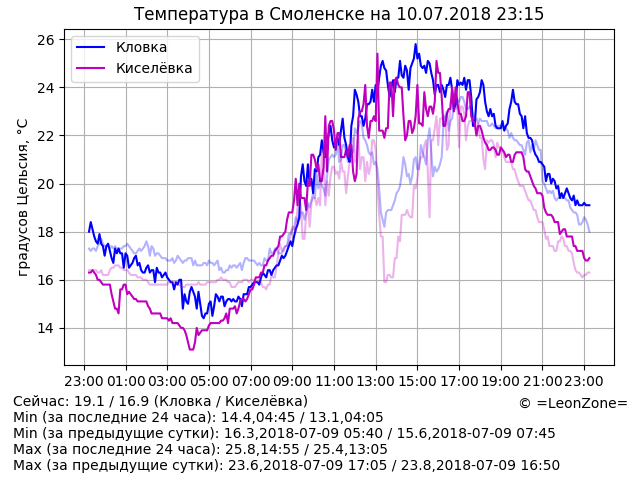 Температура в Смоленске на 10.07.2018 23:15
Кловка
Киселёвка
градусов Цельсия, °C
26
24
22
20
18
16
14
23:00 01:00 03:00 05:00 07:00 09:00 11:00 13:00 15:00 17:00 19:00 21:00 23:00
Сейчас: 19.1 / 16.9 (Кловка / Киселёвка)
© =LeonZone=
Min (за последние 24 часа): 14.4,04:45 / 13.1,04:05
Min (за предыдущие сутки): 16.3,2018-07-09 05:40 / 15.6,2018-07-09 07:45
Max (за последние 24 часа): 25.8,14:55 / 25.4,13:05
Max (за предыдущие сутки): 23.6,2018-07-09 17:05 / 23.8,2018-07-09 16:50